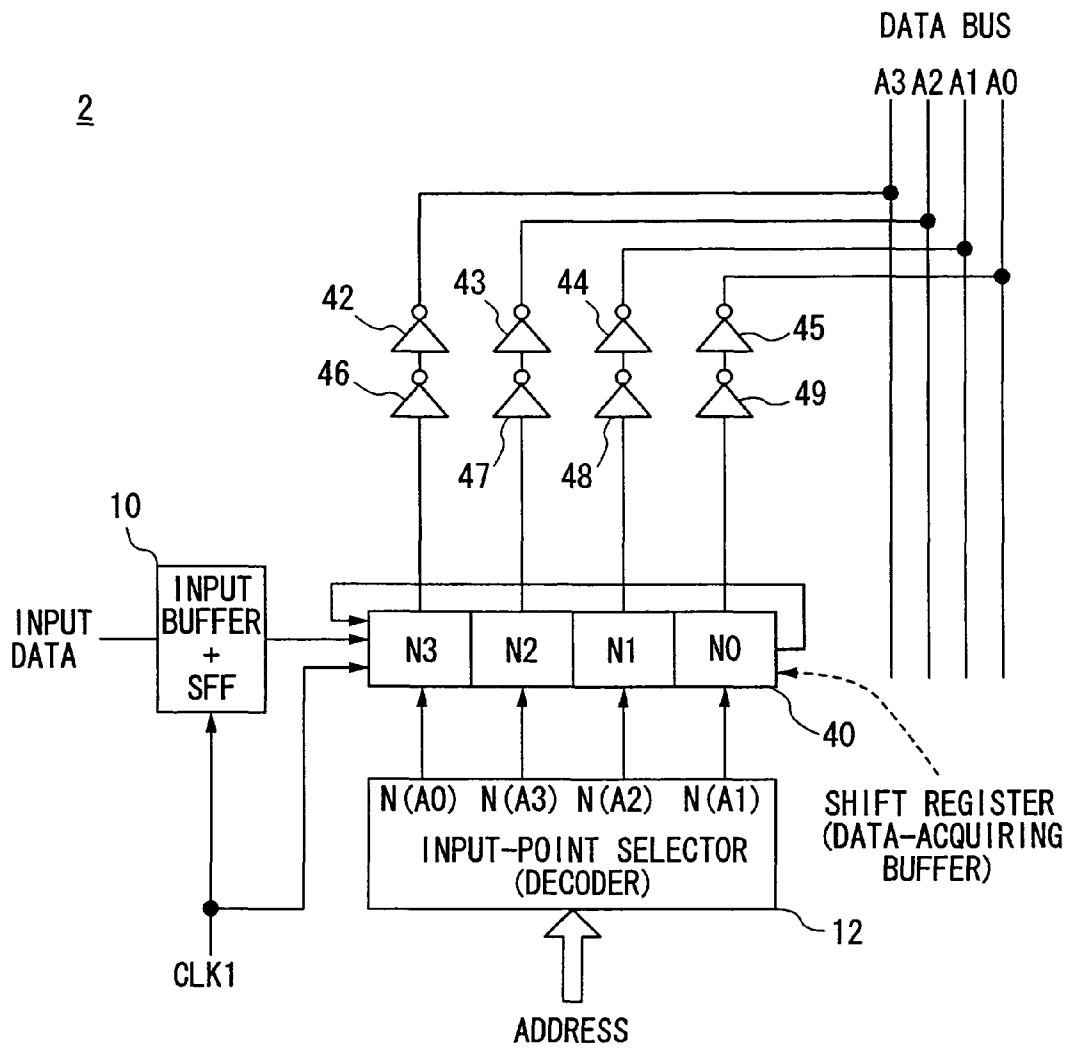 DATA BUS
A3 A2 A1 A0
2
42
43
44
45
46
47
48
49
10
INPUT
BUFFER
+
SFF
INPUT
DATA
N3 N2 N1 N0
40
N(A0) N(A3) N(A2) N(A1)
INPUT-POINT SELECTOR
(DECODER)
SHIFT REGISTER
(DATA-ACQUIRING
BUFFER)
12
CLK1
ADDRESS